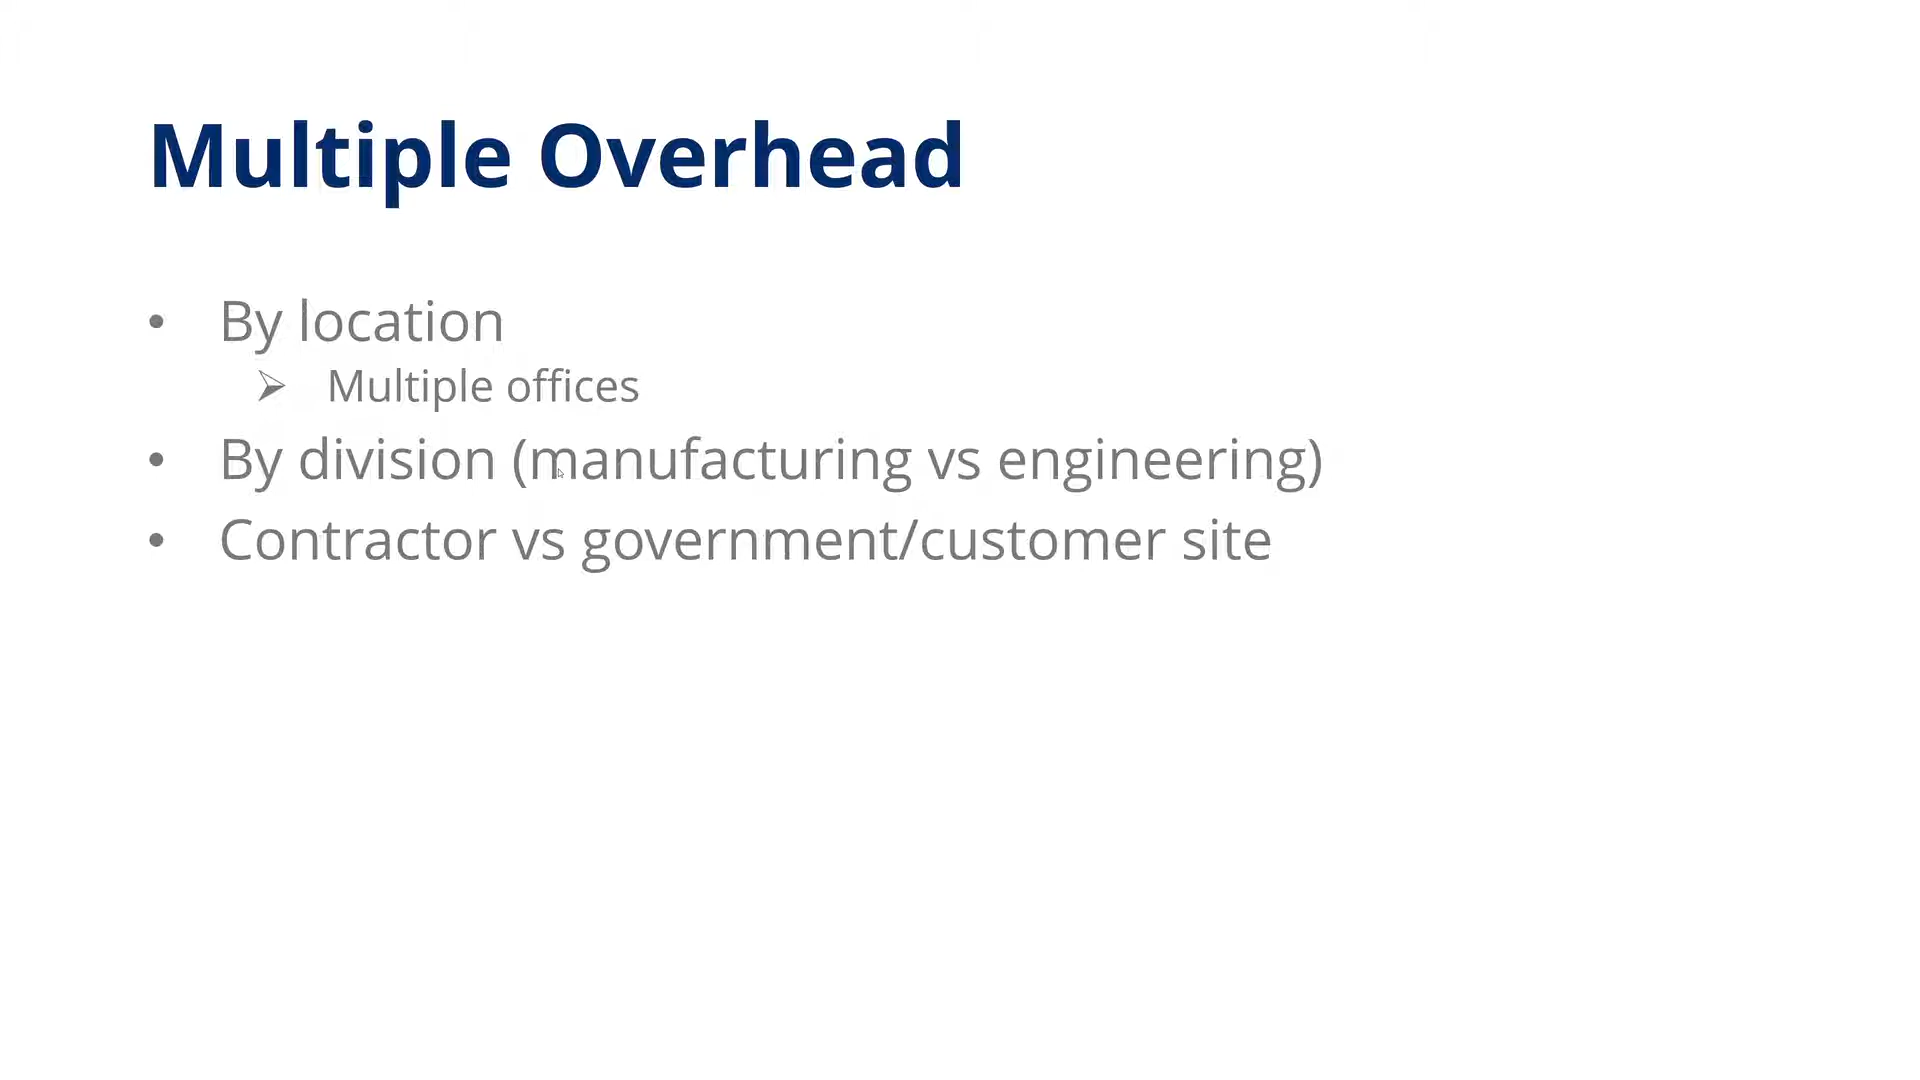 Multiple Overhead
• By location
➢ Multiple offices
• By division (manufacturing vs engineering)
• Contractor vs government/customer site